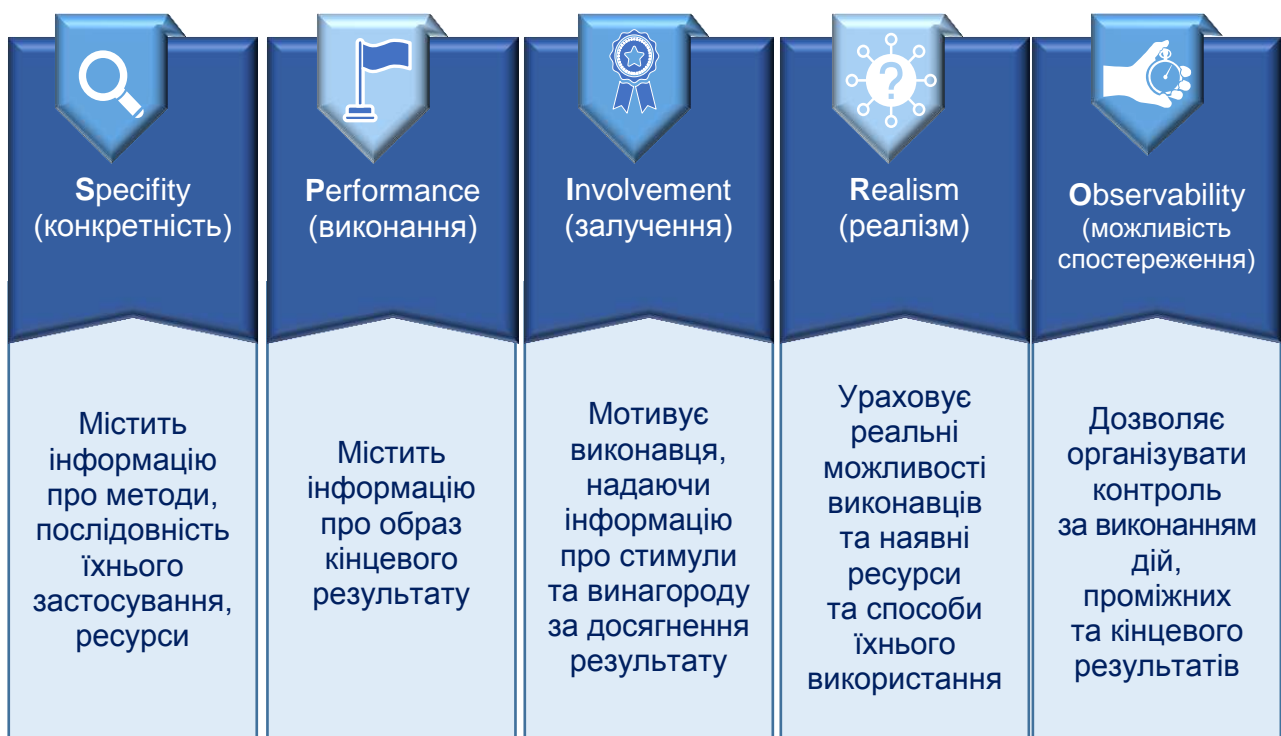 Specifity
(конкретність)
Містить
інформацію
про методи,
послідовність
їхнього
застосування,
ресурси
Performance
(виконання)
Містить
інформацію
про образ
кінцевого
результату
Involvement
(залучення)
Мотивує
виконавця,
надаючи
інформацію
про стимули
та винагороду
за досягнення
результату
Realism
(реалізм)
Ураховує
реальні
можливості
виконавців
та наявні
ресурси
та способи
їхнього
використання
Observability
(можливість
спостереження)
Дозволяє
організувати
контроль
за виконанням
дій,
проміжних
та кінцевого
результатів